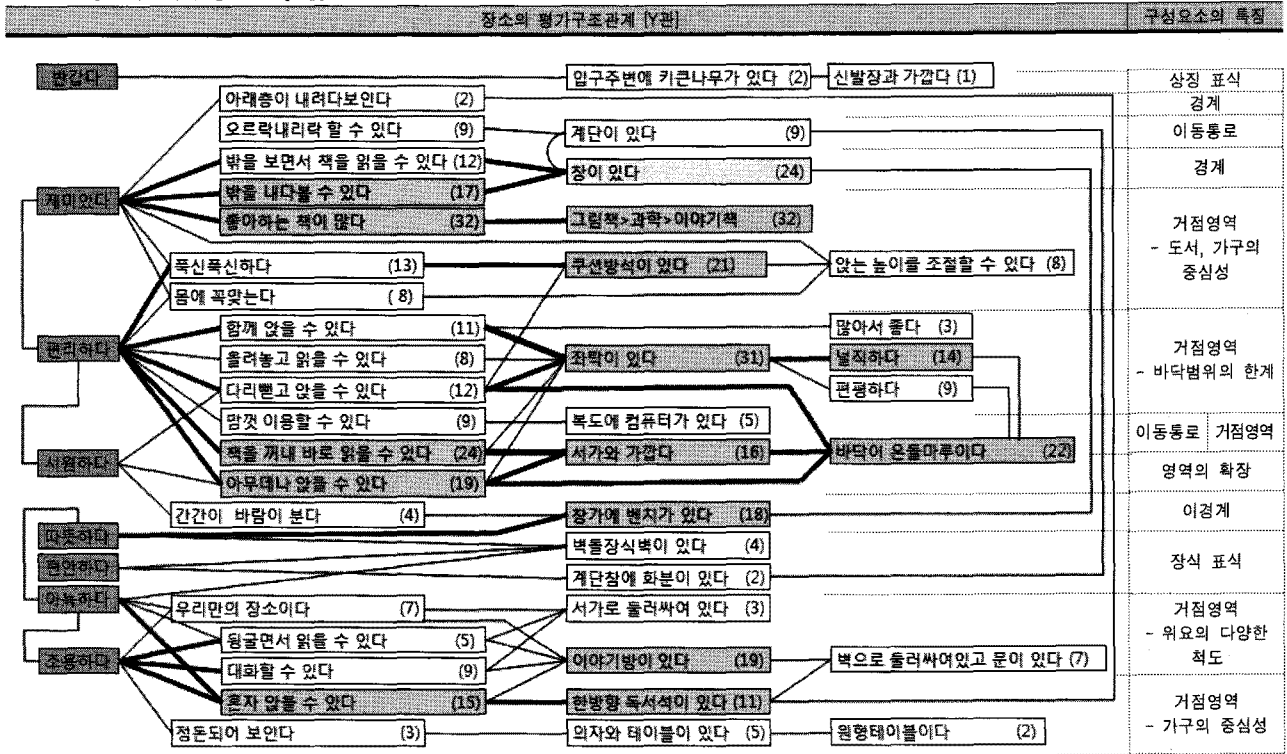 장소의 평가구조관계 [Y관] 구성요소의 특징
반갑다 입구주변에 키큰나무가 있다 (2) 신발장과 가깝다 (1) 상징 표식
아래층이 내려다보인다 (2) 경계
오르락내리락 할 수 있다 (9) 계단이 있다 (9) 이동통로
밖을 보면서 책을 읽을 수 있다 (12) 창이 있다 (24) 경계
재미있다 밖을 내다볼 수 있다 (17)
좋아하는 책이 많다 (32) 그림책>과학>이야기책 (32) 거점영역
- 도서, 가구의
중심성
푹신푹신하다 (13) 쿠션방석이 있다 (21) 앉는 높이를 조절할 수 있다 (8)
몸에 꼭맞는다 ( 8)
함께 앉을 수 있다 (11) 많아서 좋다 (3)
편리하다 올려놓고 읽을 수 있다 (8) 좌탁이 있다 (31) 널직하다 (14) 거점영역
- 바닥범위의 한계
다리뻗고 앉을 수 있다 (12) 편평하다 (9)
맘껏 이용할 수 있다 (9) 복도에 컴퓨터가 있다 (5) 이동통로 거점영역
시원하다 책을 꺼내 바로 읽을 수 있다 (24) 서가와 가깝다 (16) 바닥이 온돌마루이다 (22)
아무데나 앉을 수 있다 (19) 영역의 확장
간간이 바람이 분다 (4) 창가에 벤치가 있다 (18) 이경계
따뜻하다 벽돌장식벽이 있다 (4)
편안하다 계단참에 화분이 있다 (2) 장식 표식
아늑하다 우리만의 장소이다 (7) 서가로 둘러싸여 있다 (3) 거점영역
- 위요의 다양한
척도
뒹굴면서 읽을 수 있다 (5)
조용하다 대화할 수 있다 (9) 이야기방이 있다 (19) 벽으로 둘러싸여있고 문이 있다 (7)
혼자 앉을 수 있다 (15) 한방향 독서석이 있다 (11) 거점영역
- 가구의 중심성
정돈되어 보인다 (3) 의자와 테이블이 있다 (5) 원형테이블이다 (2)